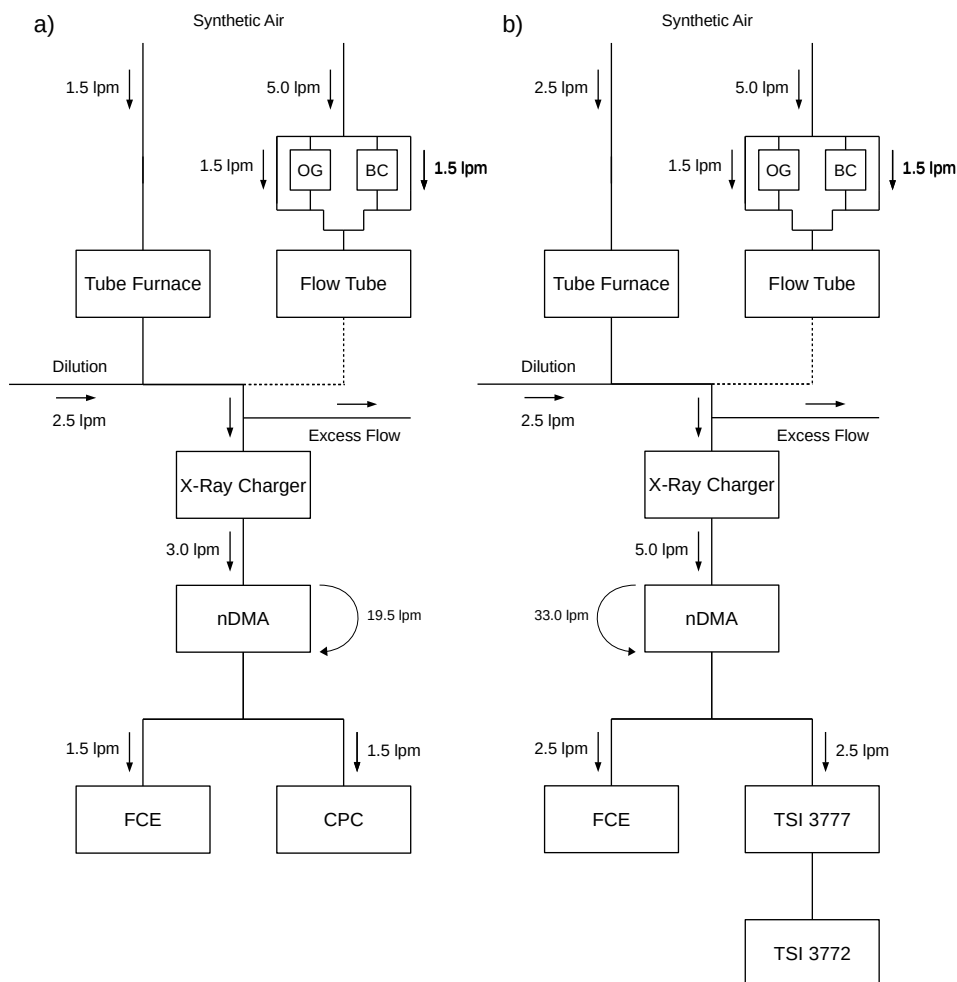 a)
Synthetic Air
1.5 lpm
5.0 lpm
1.5 lpm
OG
BC
1.5 lpm
Tube Furnace
Flow Tube
Dilution
2.5 lpm
Excess Flow
X-Ray Charger
3.0 lpm
nDMA
19.5 lpm
1.5 lpm
1.5 lpm
FCE
CPC
b)
Synthetic Air
2.5 lpm
5.0 lpm
1.5 lpm
OG
BC
1.5 lpm
Tube Furnace
Flow Tube
Dilution
2.5 lpm
Excess Flow
X-Ray Charger
5.0 lpm
33.0 lpm
nDMA
2.5 lpm
2.5 lpm
FCE
TSI 3777
TSI 3772